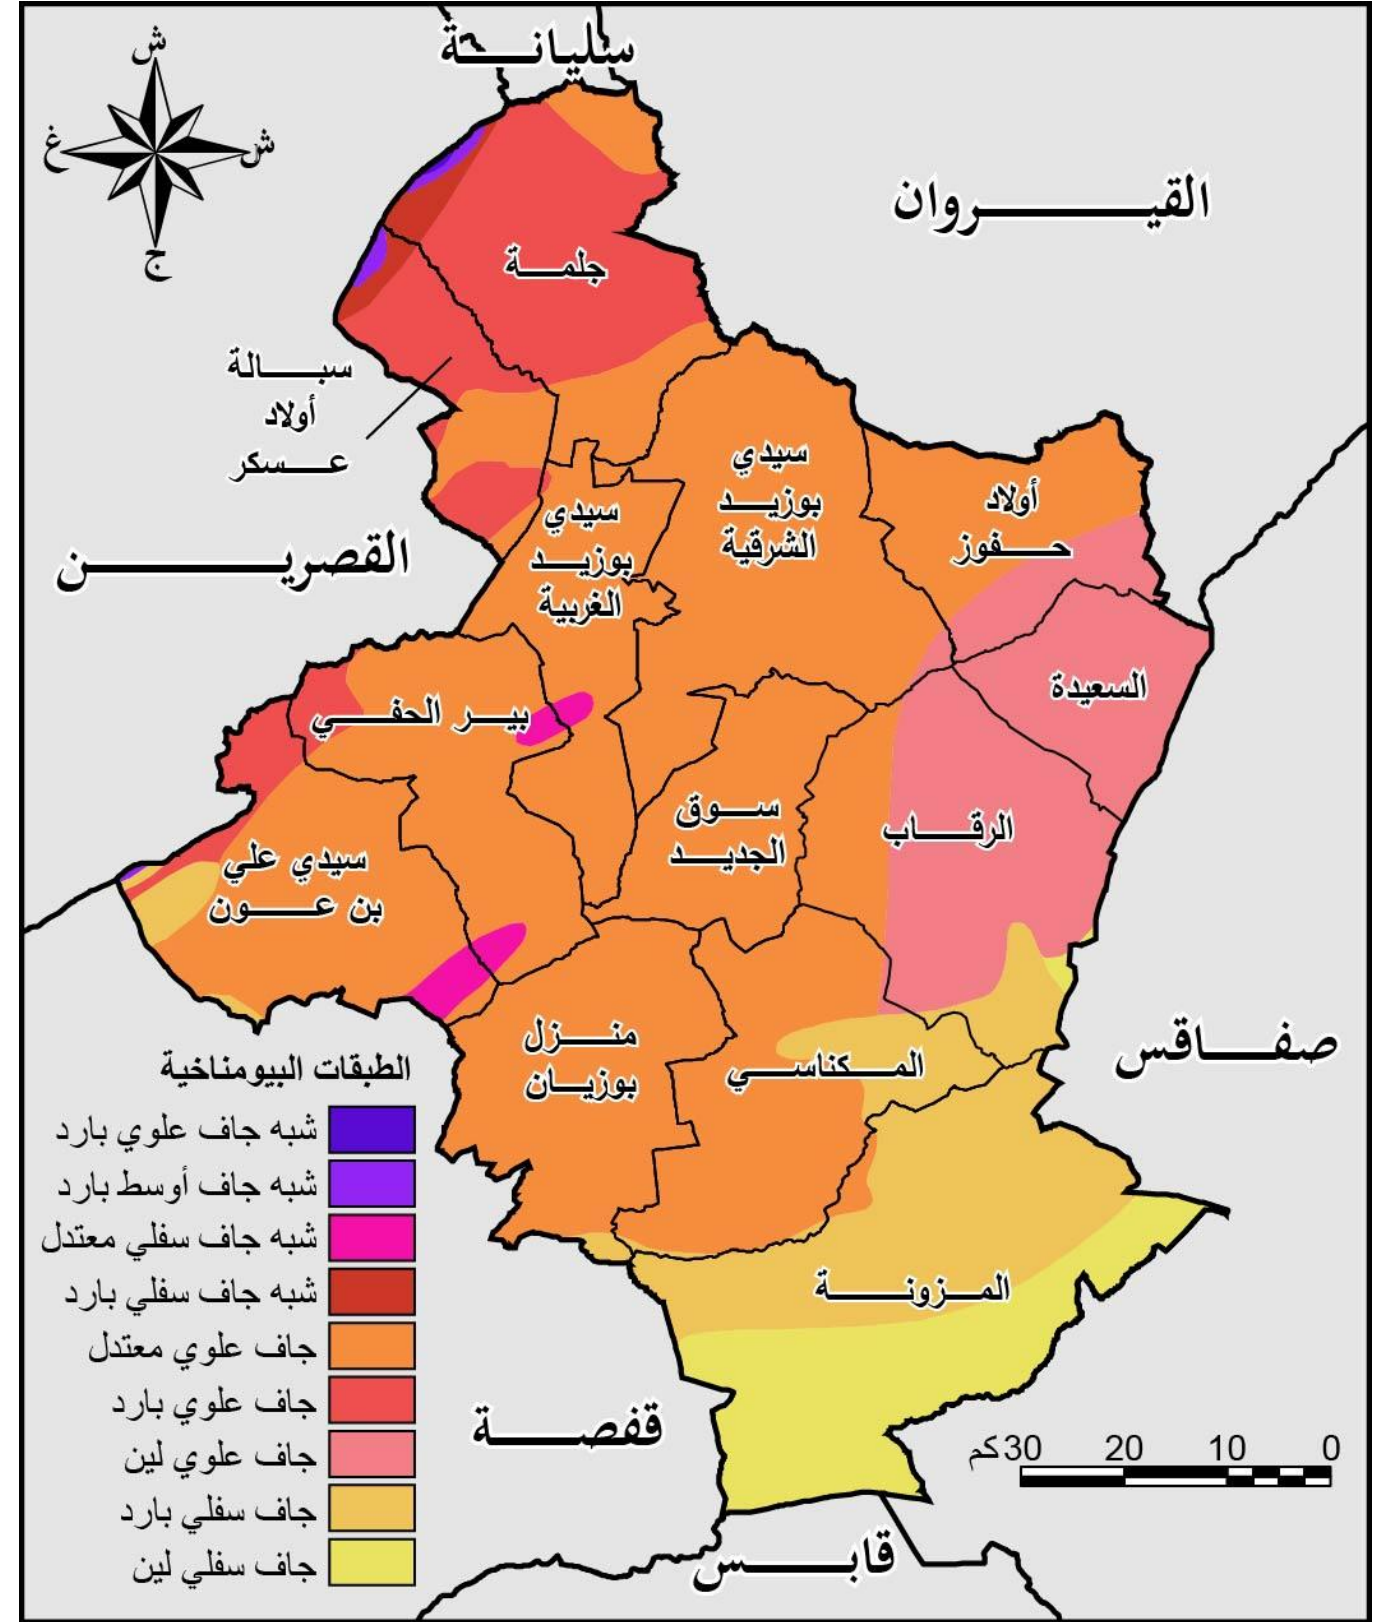 سليانة
ش
غ
ش
ج
القيروان
جلمة
سبالة
أولاد
عسكر
سيدي
بوزيد
الشرقية
أولاد
حفوز
سيدي
بوزيد
الغربية
القصرين
السعيدة
بير الحفي
سوق
الجديد
الرقاب
سيدي علي
بن عون
منزل
بوزيان
المكناسي
صفاقس
المزونة
قفصة
قابس
الطبقات البيومناخية
شبه جاف علوي بارد
شبه جاف أوسط بارد
شبه جاف سفلي معتدل
شبه جاف سفلي بارد
جاف علوي معتدل
جاف علوي بارد
جاف علوي لين
جاف سفلي بارد
جاف سفلي لين
0 10 20 30 كم